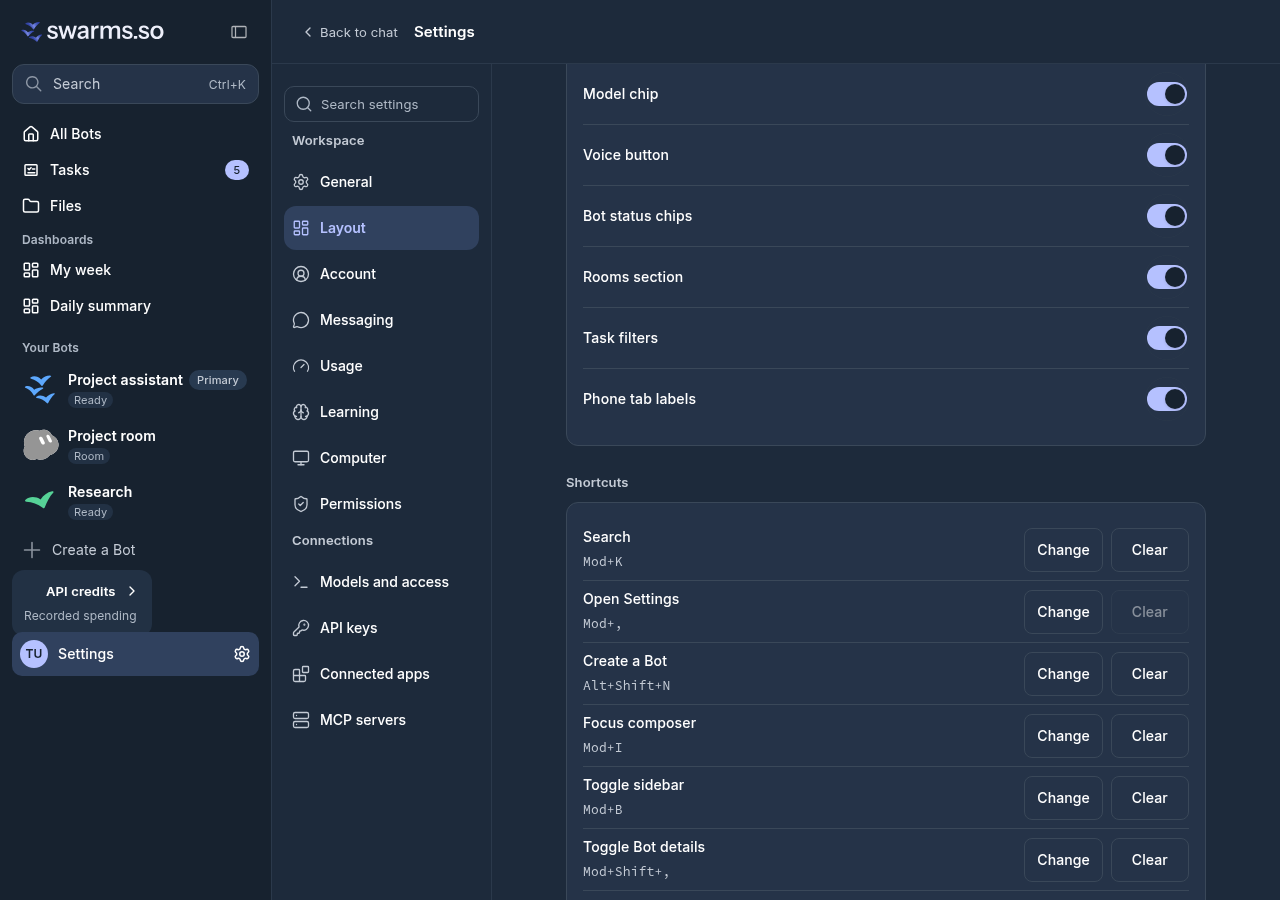 swarms.so
Search Ctrl+K
All Bots
Tasks 5
Files
Dashboards
My week
Daily summary
Your Bots
Project assistant Primary
Ready
Project room
Room
Research
Ready
Create a Bot
API credits
Recorded spending
TU Settings
Back to chat Settings
Search settings
Workspace
General
Layout
Account
Messaging
Usage
Learning
Computer
Permissions
Connections
Models and access
API keys
Connected apps
MCP servers
Model chip
Voice button
Bot status chips
Rooms section
Task filters
Phone tab labels
Shortcuts
Search
Mod+K
Change Clear
Open Settings
Mod+,
Change Clear
Create a Bot
Alt+Shift+N
Change Clear
Focus composer
Mod+I
Change Clear
Toggle sidebar
Mod+B
Change Clear
Toggle Bot details
Mod+Shift+,
Change Clear